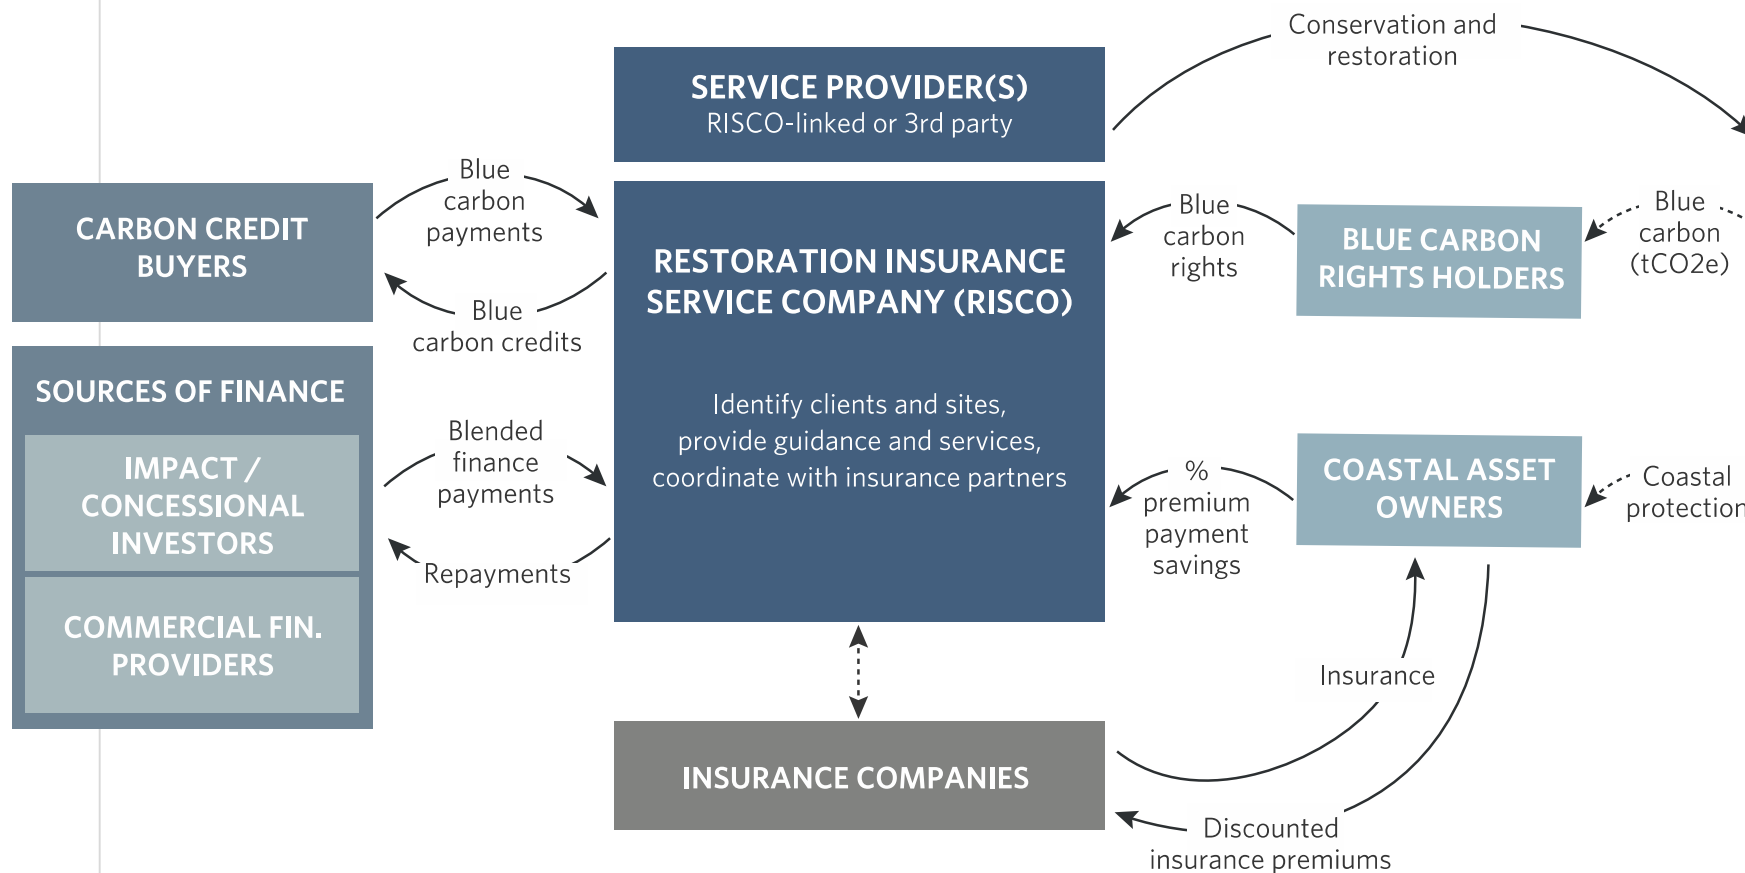 Conservation and
restoration
SERVICE PROVIDER(S)
RISCO-linked or 3rd party
CARBON CREDIT
BUYERS
Blue
carbon
payments
Blue
carbon credits
RESTORATION INSURANCE
SERVICE COMPANY (RISCO)
Identify clients and sites,
provide guidance and services,
coordinate with insurance partners
Blue
carbon
rights
BLUE CARBON
RIGHTS HOLDERS
Blue
carbon
(tCO2e)
SOURCES OF FINANCE
IMPACT /
CONCESSIONAL
INVESTORS
COMMERCIAL FIN.
PROVIDERS
Blended
finance
payments
Repayments
%
premium
payment
savings
COASTAL ASSET
OWNERS
Coastal
protection
Insurance
INSURANCE COMPANIES
Discounted
insurance premiums